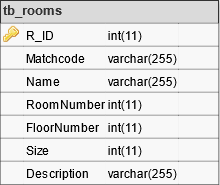 tb_rooms
R_ID int(11)
Matchcode varchar(255)
Name varchar(255)
RoomNumber int(11)
FloorNumber int(11)
Size int(11)
Description varchar(255)